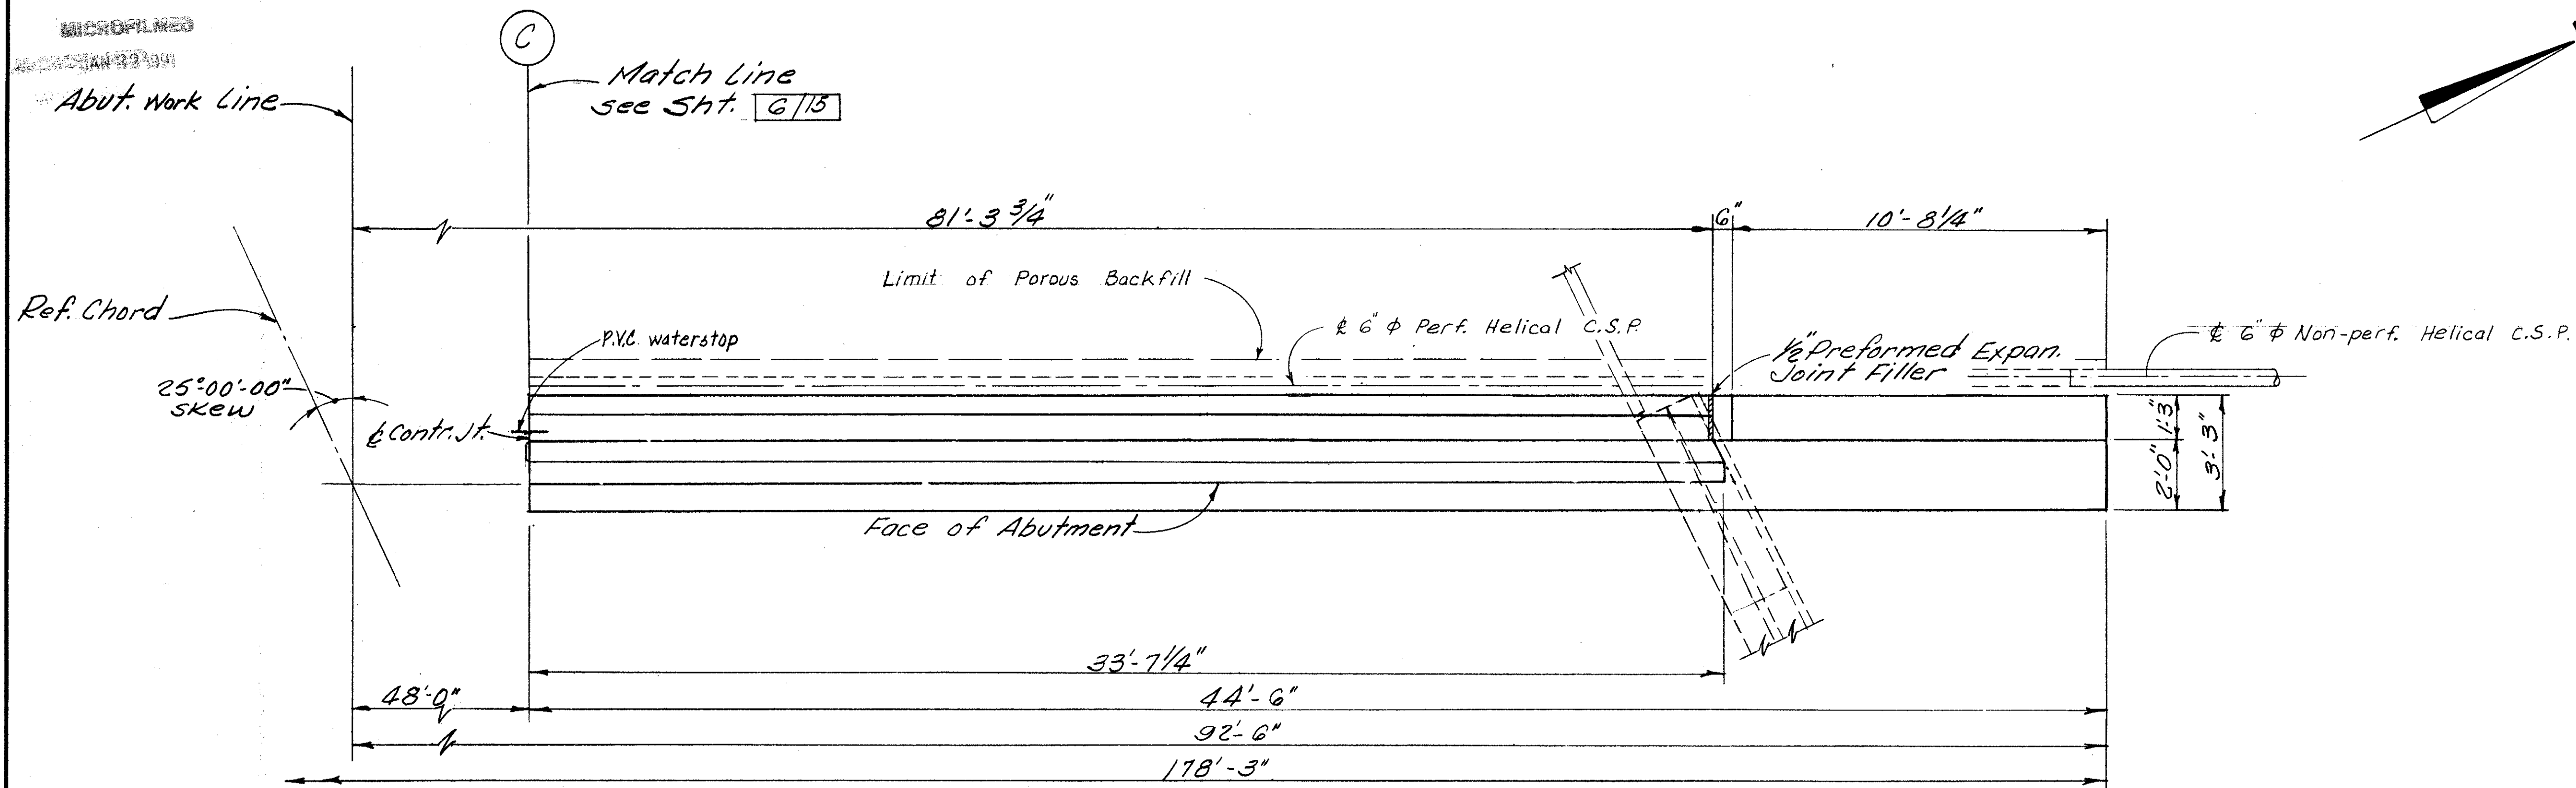 MICROFILMED
JAN 22 1991
C
Match Line
see Sht. 6/15
Abut. Work Line
81'-3 3/4"
6"
10'-8 1/4"
Limit of Porous Backfill
Ref. Chord
℄ 6" φ Perf. Helical C.S.P.
P.V.C. waterstop
1/2" Preformed Expan.
Joint Filler
℄ 6" φ Non-perf. Helical C.S.P.
25°00'-00"
skew
℄ Contr. Jt.
1'-3"
2'-0"
3'-3"
Face of Abutment
33'-7 1/4"
48'-0"
44'-6"
92'-6"
178'-3"